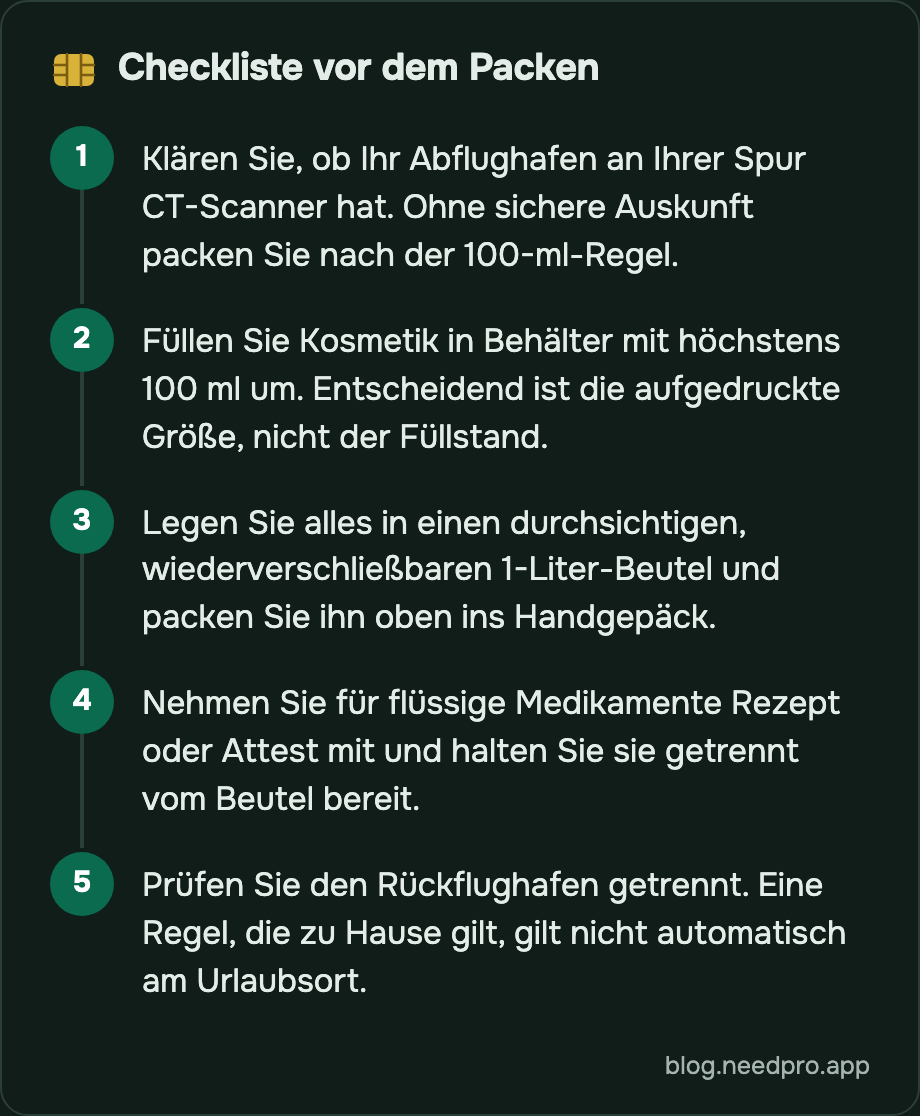 Checkliste vor dem Packen
1
Klären Sie, ob Ihr Abflughafen an Ihrer Spur
CT-Scanner hat. Ohne sichere Auskunft
packen Sie nach der 100-ml-Regel.
2
Füllen Sie Kosmetik in Behälter mit höchstens
100 ml um. Entscheidend ist die aufgedruckte
Größe, nicht der Füllstand.
3
Legen Sie alles in einen durchsichtigen,
wiederverschließbaren 1-Liter-Beutel und
packen Sie ihn oben ins Handgepäck.
4
Nehmen Sie für flüssige Medikamente Rezept
oder Attest mit und halten Sie sie getrennt
vom Beutel bereit.
5
Prüfen Sie den Rückflughafen getrennt. Eine
Regel, die zu Hause gilt, gilt nicht automatisch
am Urlaubsort.
blog.needpro.app